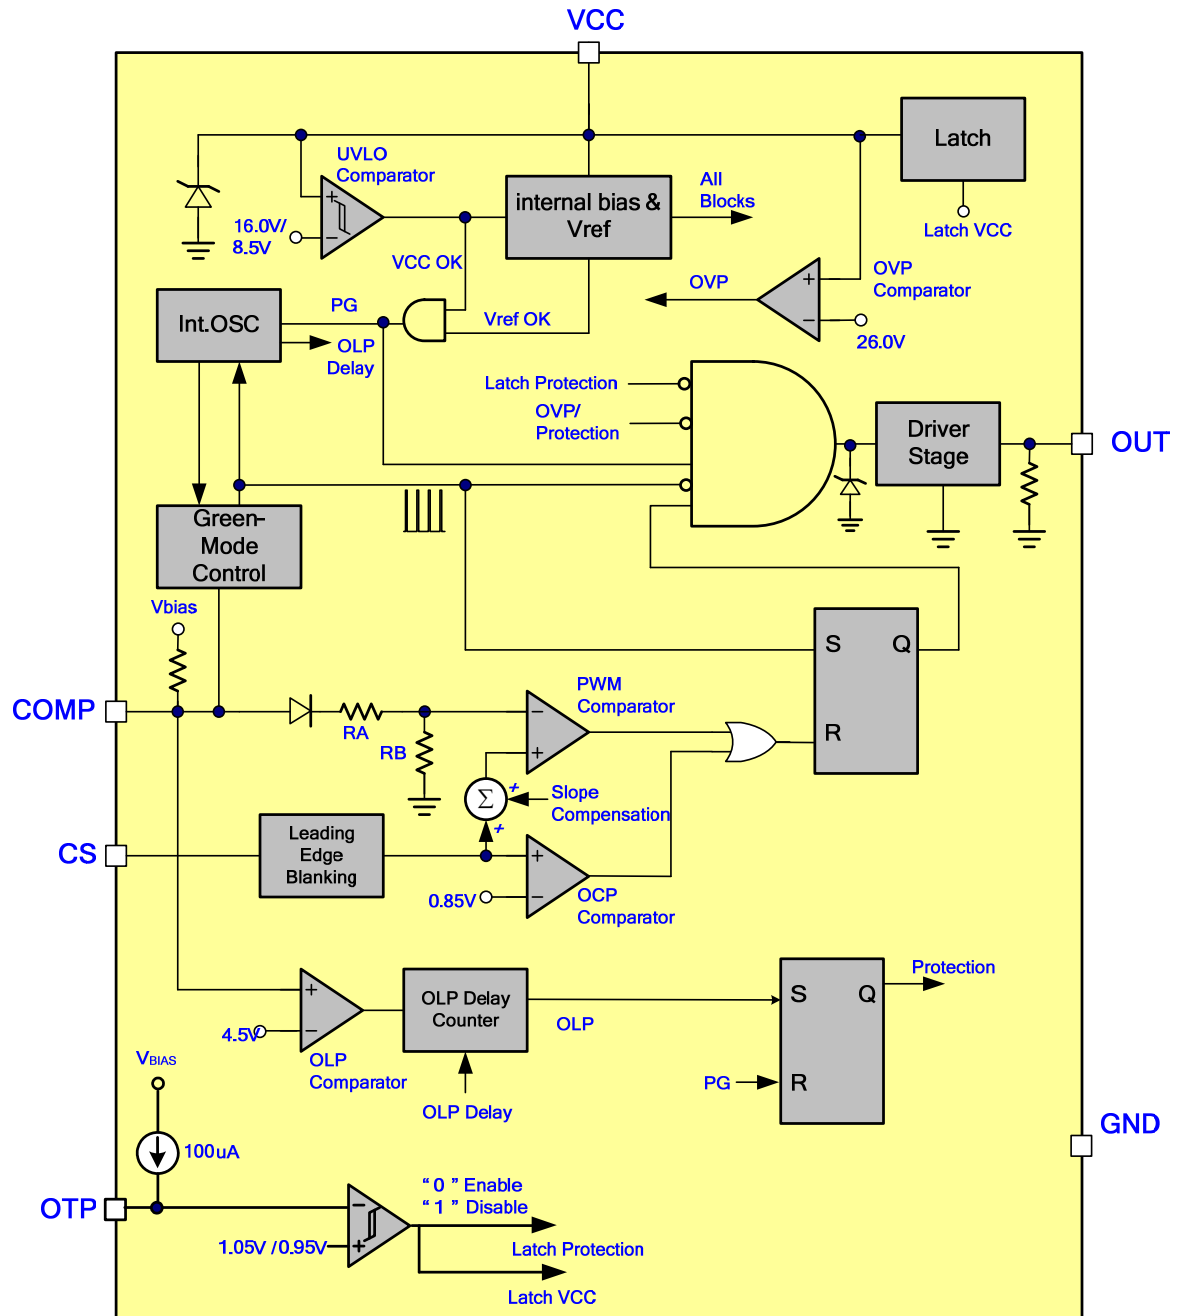 VCC
Latch
UVLO
Comparator
+
−
16.0V/
8.5V
internal bias &
Vref
All
Blocks
Latch VCC
VCC OK
OVP
+
−
OVP
Comparator
26.0V
Int.OSC
PG
Vref OK
OLP
Delay
Latch Protection
OVP/
Protection
Driver
Stage
OUT
Green-
Mode
Control
Vbias
S
Q
R
COMP
RA
RB
PWM
Comparator
−
+
Σ
+
+
Slope
Compensation
CS
Leading
Edge
Blanking
+
−
0.85V
OCP
Comparator
+
−
4.5V
OLP
Comparator
OLP Delay
Counter
OLP
OLP Delay
S
Q
R
Protection
PG
GND
VBIAS
100uA
OTP
−
+
1.05V /0.95V
“ 0 ” Enable
“ 1 ” Disable
Latch Protection
Latch VCC